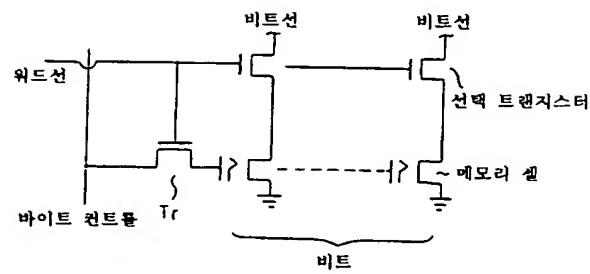 비트선
비트선
워드선
선택 트랜지스터
메모리 셀
바이트 컨트롤
Tr
비트